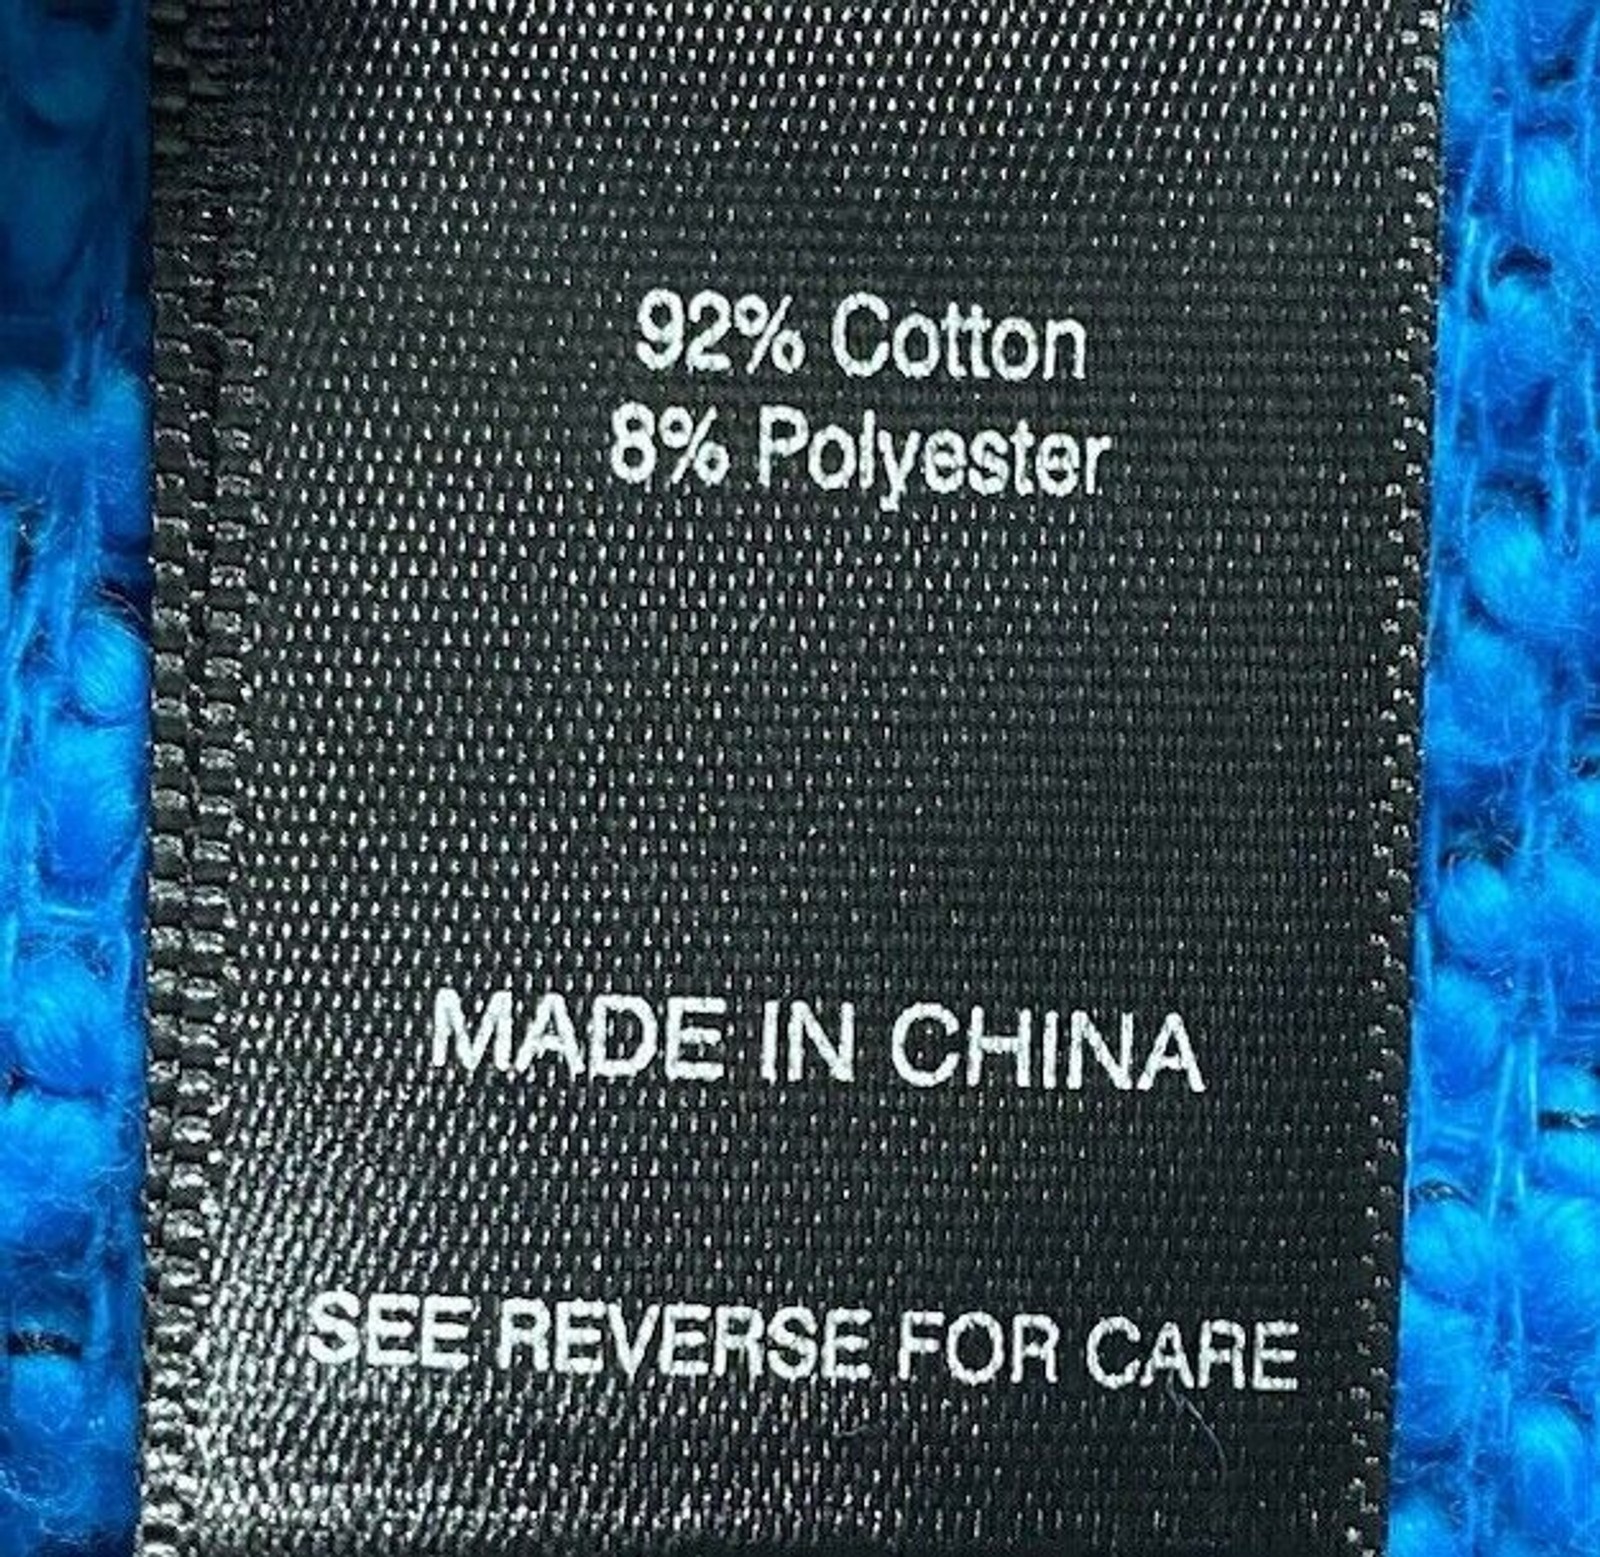 92% Cotton
8% Polyester
MADE IN CHINA
SEE REVERSE FOR CARE